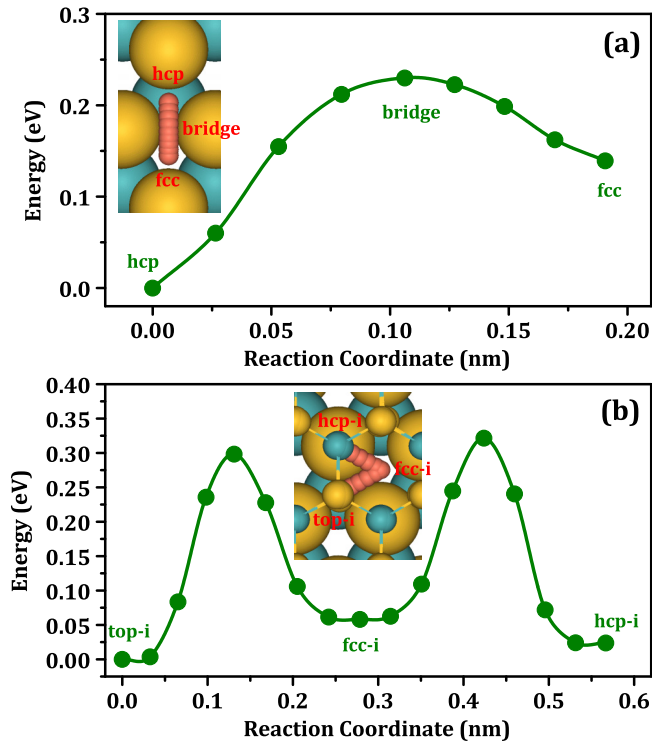 (a)
0.3
0.2
0.1
0.0
Energy (eV)
hcp
bridge
fcc
hcp
bridge
fcc
0.00
0.05
0.10
0.15
0.20
Reaction Coordinate (nm)
(b)
0.40
0.35
0.30
0.25
0.20
0.15
0.10
0.05
0.00
Energy (eV)
hcp-i
fcc-i
top-i
top-i
fcc-i
hcp-i
0.0
0.1
0.2
0.3
0.4
0.5
0.6
Reaction Coordinate (nm)